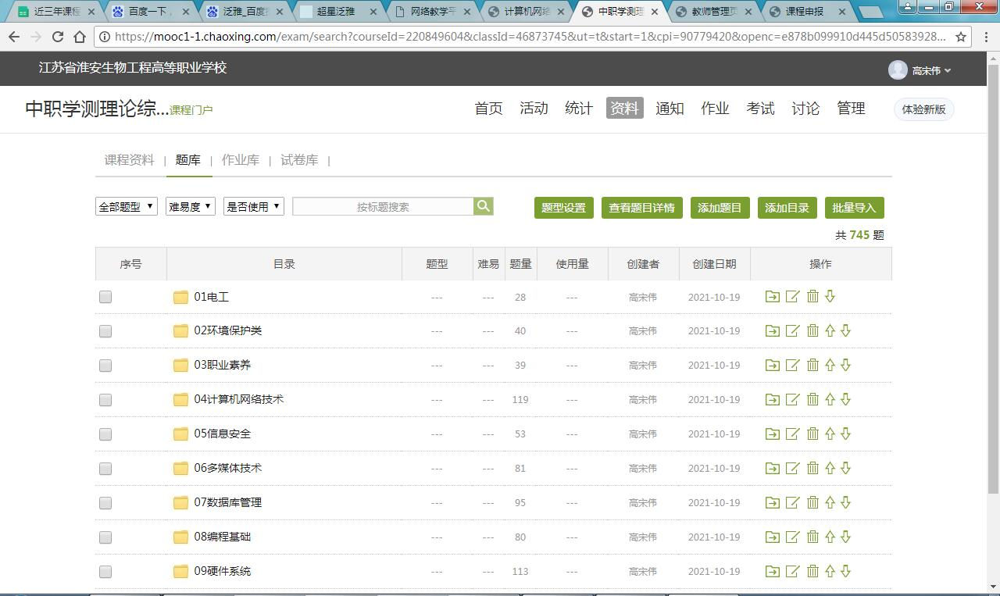 近三年课程
百度一下，
泛雅_百度
超星泛雅
网络教学平
计算机网络
中职学测理
教师管理页
课程申报
https://mooc1-1.chaoxing.com/exam/search?courseId=220849604&classId=46873745&ut=t&start=1&cpi=90779420&openc=e878b099910d445d50583928...
江苏省淮安生物工程高等职业学校
高宋伟
中职学测理论综...课程门户
首页 活动 统计 资料 通知 作业 考试 讨论 管理 体验新版
课程资料 | 题库 | 作业库 | 试卷库 |
全部题型 难易度 是否使用 按标题搜索 题型设置 查看题目详情 添加题目 添加目录 批量导入
共 745 题
序号 目录 题型 难易 题量 使用量 创建者 创建日期 操作
01电工 --- --- 28 --- 高宋伟 2021-10-19
02环境保护类 --- --- 40 --- 高宋伟 2021-10-19
03职业素养 --- --- 39 --- 高宋伟 2021-10-19
04计算机网络技术 --- --- 119 --- 高宋伟 2021-10-19
05信息安全 --- --- 53 --- 高宋伟 2021-10-19
06多媒体技术 --- --- 81 --- 高宋伟 2021-10-19
07数据库管理 --- --- 95 --- 高宋伟 2021-10-19
08编程基础 --- --- 80 --- 高宋伟 2021-10-19
09硬件系统 --- --- 113 --- 高宋伟 2021-10-19